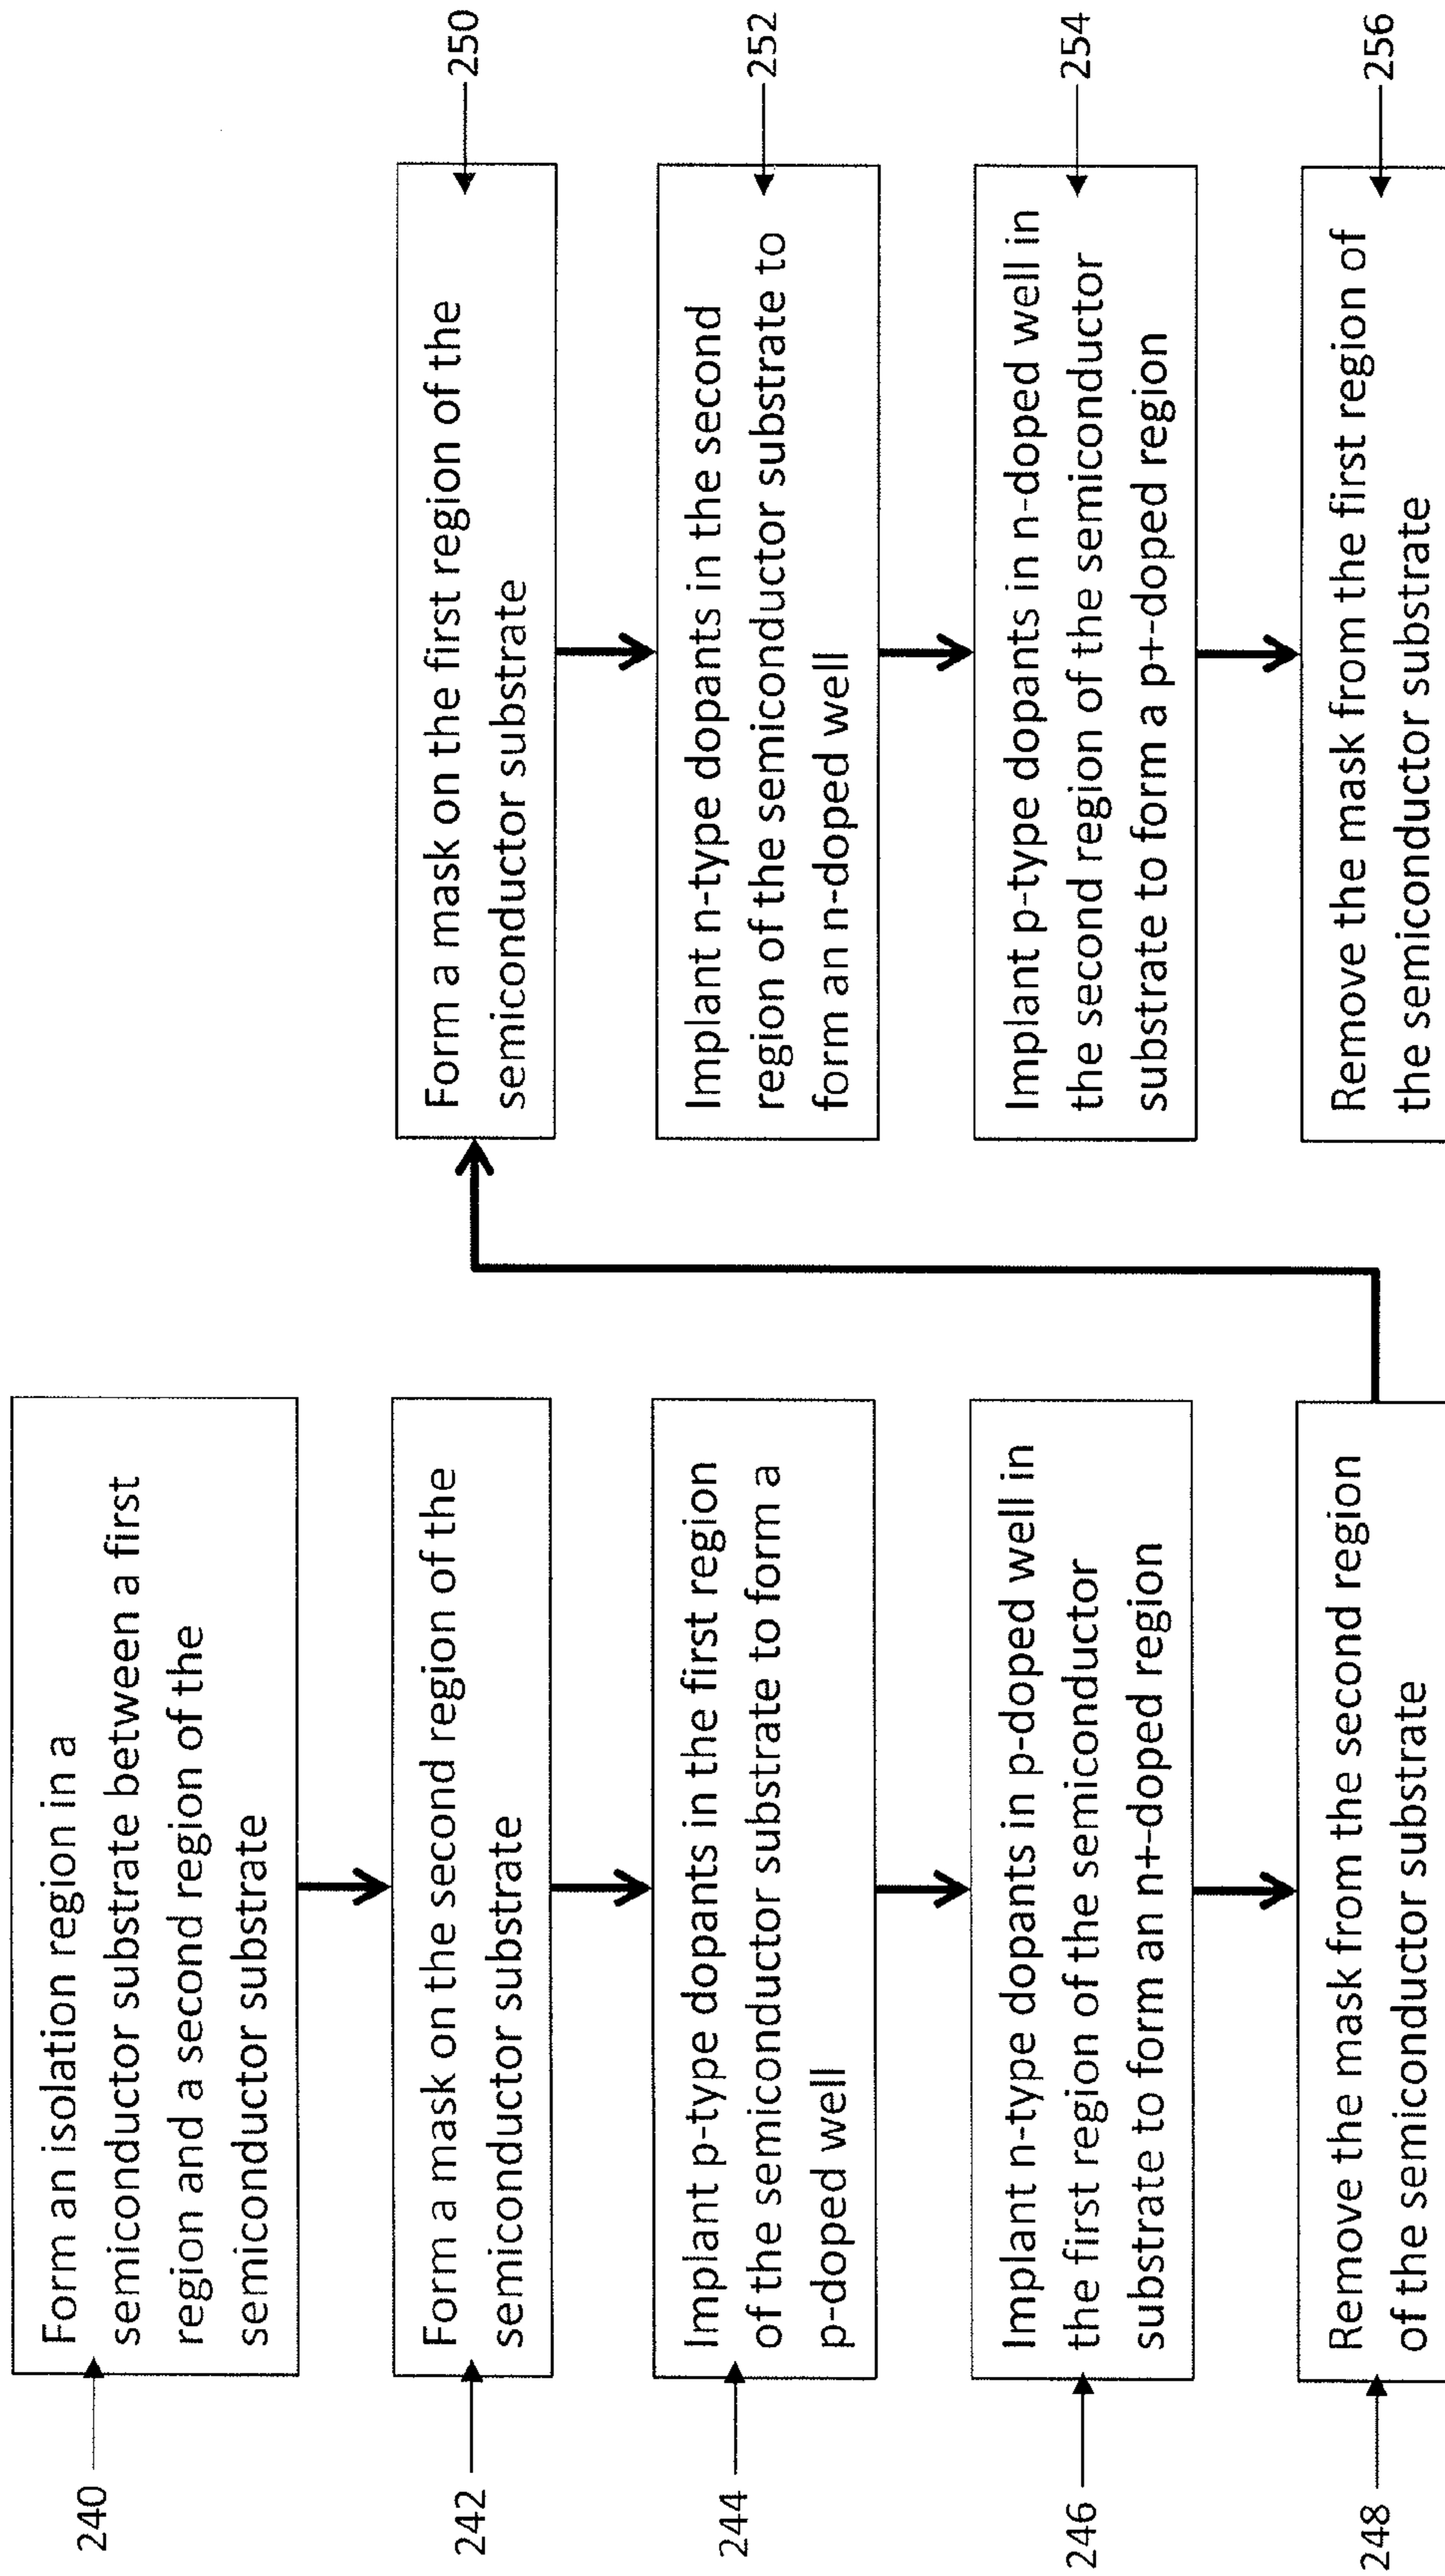 240
Form an isolation region in a
semiconductor substrate between a first
region and a second region of the
semiconductor substrate
242
Form a mask on the second region of the
semiconductor substrate
244
Implant p-type dopants in the first region
of the semiconductor substrate to form a
p-doped well
246
Implant n-type dopants in p-doped well in
the first region of the semiconductor
substrate to form an n+-doped region
248
Remove the mask from the second region
of the semiconductor substrate
250
Form a mask on the first region of the
semiconductor substrate
252
Implant n-type dopants in the second
region of the semiconductor substrate to
form an n-doped well
254
Implant p-type dopants in n-doped well in
the second region of the semiconductor
substrate to form a p+-doped region
256
Remove the mask from the first region of
the semiconductor substrate